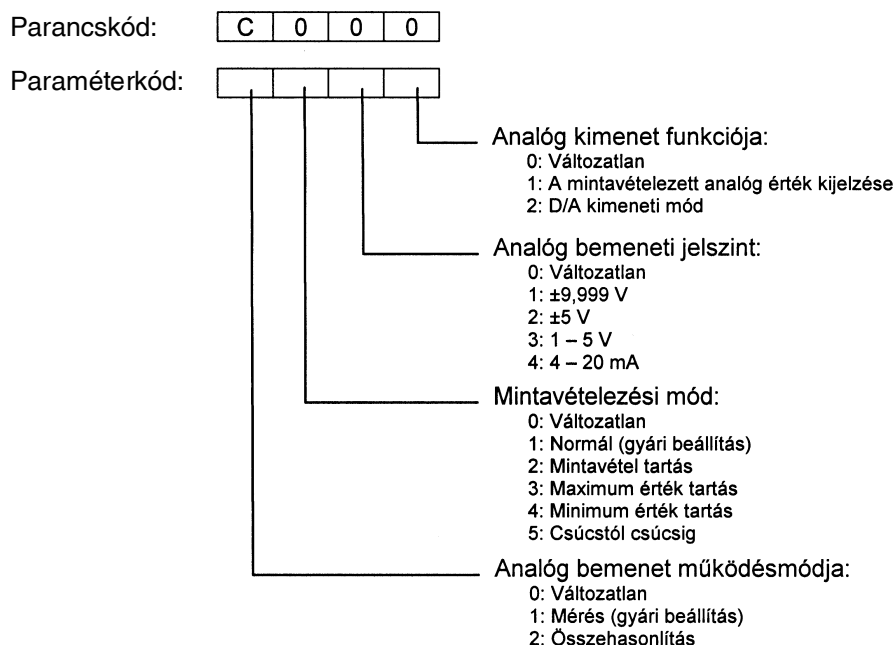 Parancskód: C 0 0 0
Paraméterkód:
Analóg kimenet funkciója:
0: Változatlan
1: A mintavételezett analóg érték kijelzése
2: D/A kimeneti mód
Analóg bemeneti jelszint:
0: Változatlan
1: ±9,999 V
2: ±5 V
3: 1 – 5 V
4: 4 – 20 mA
Mintavételezési mód:
0: Változatlan
1: Normál (gyári beállítás)
2: Mintavétel tartás
3: Maximum érték tartás
4: Minimum érték tartás
5: Csúcstól csúcsig
Analóg bemenet működésmódja:
0: Változatlan
1: Mérés (gyári beállítás)
2: Összehasonlítás